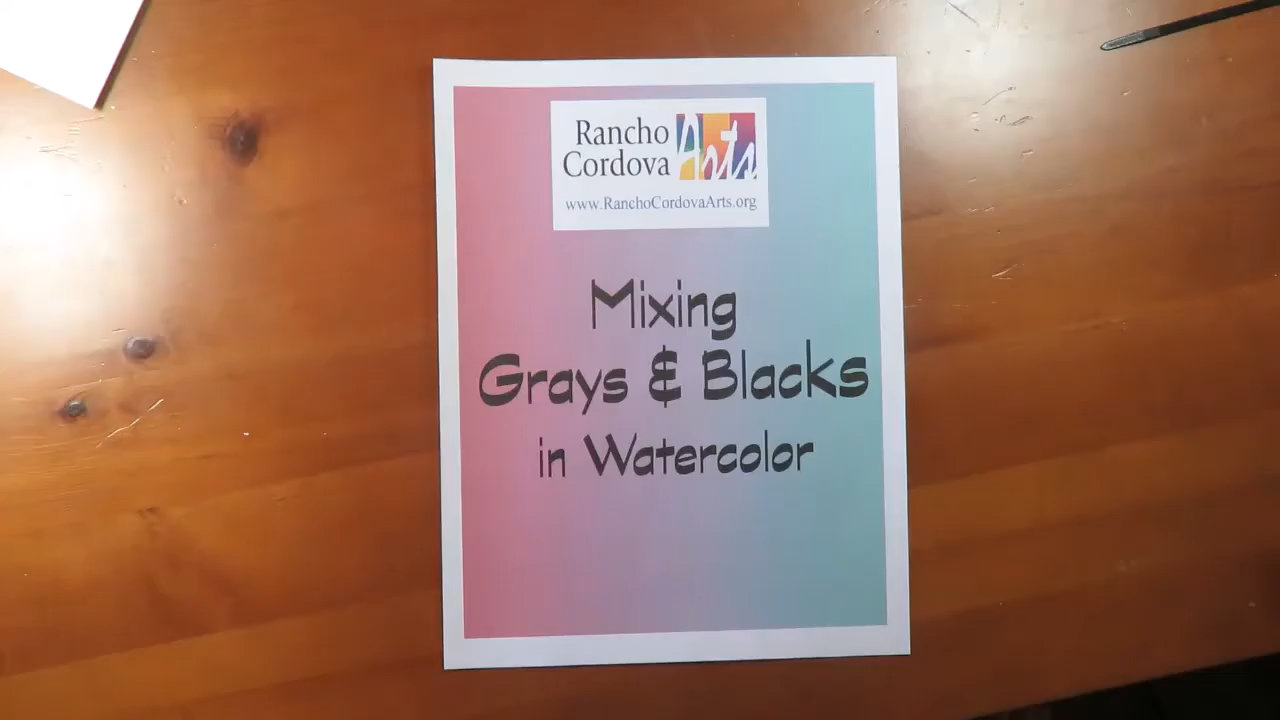 Rancho
Cordova Arts
www.RanchoCordovaArts.org
Mixing
Grays & Blacks
in Watercolor